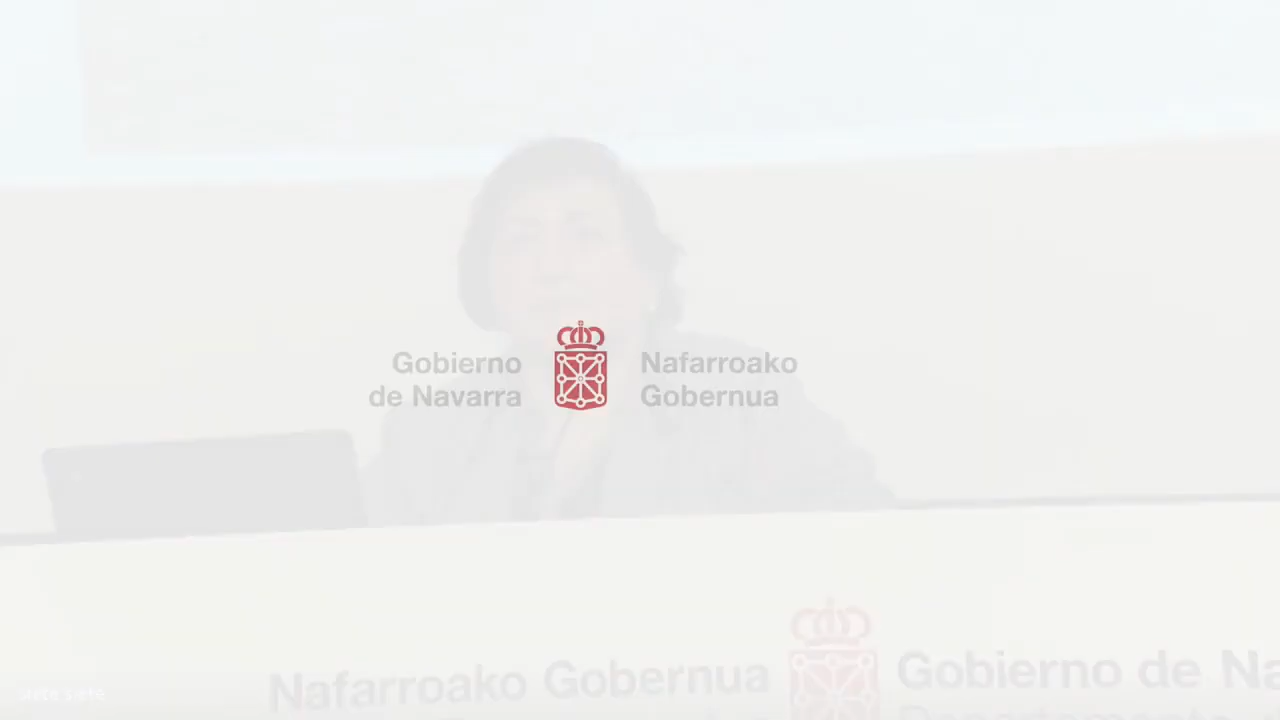 Gobierno
de Navarra
Nafarroako
Gobernua
Nafarroako Gobernua
Gobierno de Na